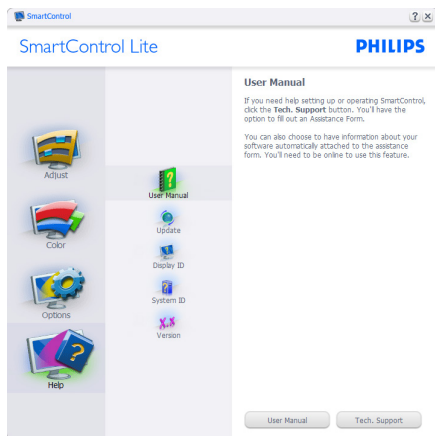 SmartControl
SmartControl Lite
PHILIPS
Adjust
Color
Options
Help
User Manual
Update
Display ID
System ID
X.X
Version
User Manual
If you need help setting up or operating SmartControl,
click the Tech. Support button. You'll have the
option to fill out an Assistance Form.
You can also choose to have information about your
software automatically attached to the assistance
form. You'll need to be online to use this feature.
User Manual
Tech. Support